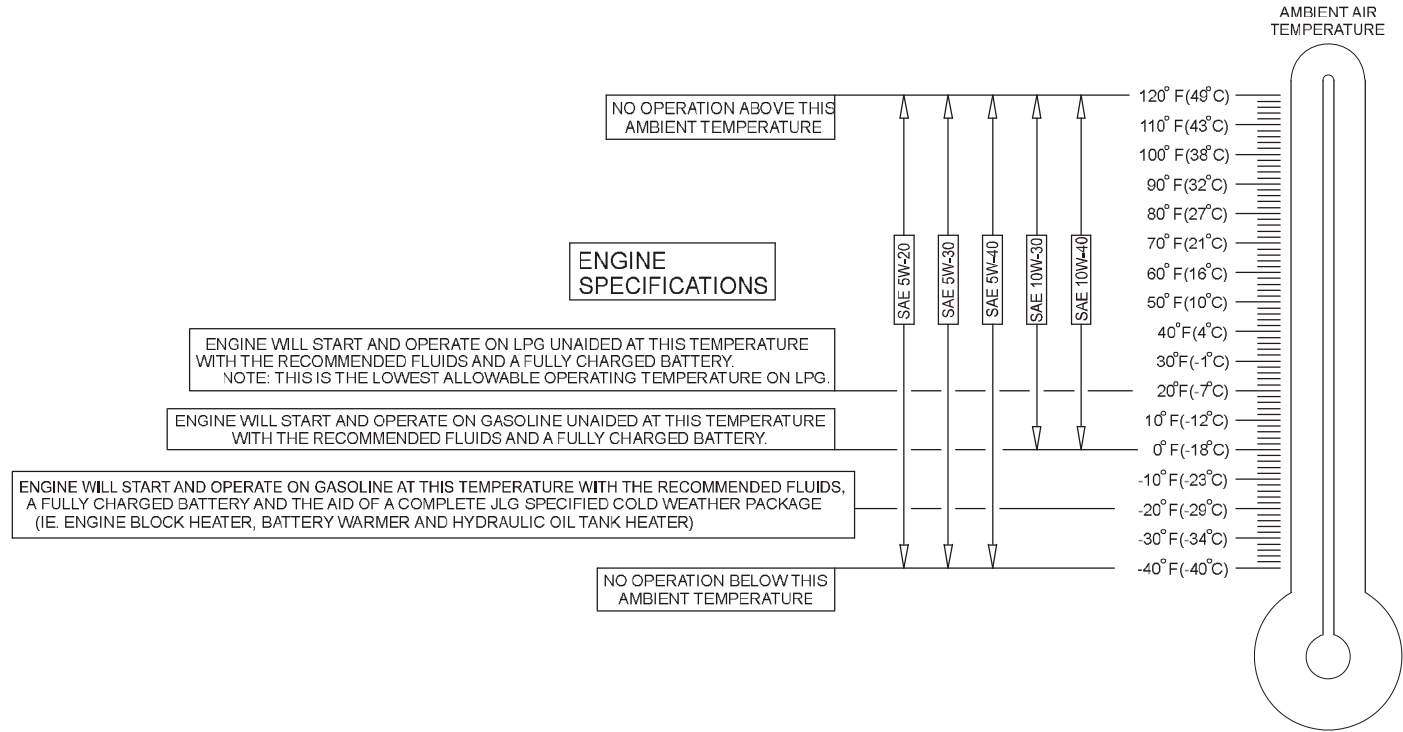 AMBIENT AIR
TEMPERATURE
NO OPERATION ABOVE THIS
AMBIENT TEMPERATURE
120° F(49°C)
110° F(43°C)
100° F(38°C)
90° F(32°C)
80° F(27°C)
70° F(21°C)
60° F(16°C)
50° F(10°C)
40°F(4°C)
30°F(-1°C)
20°F(-7°C)
10°F(-12°C)
0°F(-18°C)
-10°F(-23°C)
-20°F(-29°C)
-30°F(-34°C)
-40°F(-40°C)
SAE 5W-20
SAE 5W-30
SAE 5W-40
SAE 10W-30
SAE 10W-40
ENGINE
SPECIFICATIONS
ENGINE WILL START AND OPERATE ON LPG UNAIDED AT THIS TEMPERATURE
WITH THE RECOMMENDED FLUIDS AND A FULLY CHARGED BATTERY.
NOTE: THIS IS THE LOWEST ALLOWABLE OPERATING TEMPERATURE ON LPG.
ENGINE WILL START AND OPERATE ON GASOLINE UNAIDED AT THIS TEMPERATURE
WITH THE RECOMMENDED FLUIDS AND A FULLY CHARGED BATTERY.
ENGINE WILL START AND OPERATE ON GASOLINE AT THIS TEMPERATURE WITH THE RECOMMENDED FLUIDS,
A FULLY CHARGED BATTERY AND THE AID OF A COMPLETE JLG SPECIFIED COLD WEATHER PACKAGE
(IE. ENGINE BLOCK HEATER, BATTERY WARMER AND HYDRAULIC OIL TANK HEATER)
NO OPERATION BELOW THIS
AMBIENT TEMPERATURE